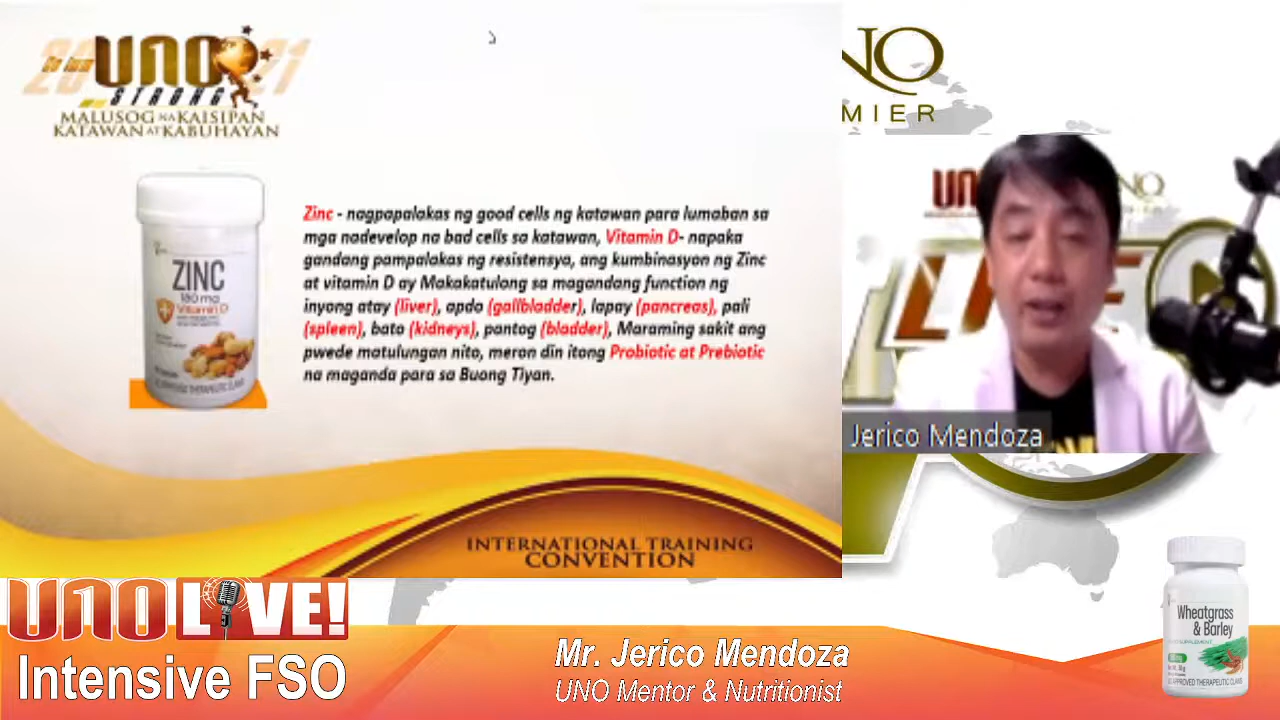 UNO
STRONG
MALUSOG NA KAISIPAN
KATAWAN AT KABUHAYAN
ZINC
180 mg
Vitamin D
Zinc - nagpapalakas ng good cells ng katawan para lumaban sa
mga nadevelop na bad cells sa katawan, Vitamin D- napaka
gandang pampalakas ng resistensya, ang kumbinasyon ng Zinc
at vitamin D ay Makakatulong sa magandang function ng
inyong atay (liver), apdo (gallbladder), lapay (pancreas), pali
(spleen), bato (kidneys), pantog (bladder), Maraming sakit ang
pwede matulungan nito, meron din itong Probiotic at Prebiotic
na maganda para sa Buong Tiyan.
INTERNATIONAL TRAINING
CONVENTION
NO
MIER
Jerico Mendoza
Wheatgrass
& Barley
UNO LIVE!
Intensive FSO
Mr. Jerico Mendoza
UNO Mentor & Nutritionist